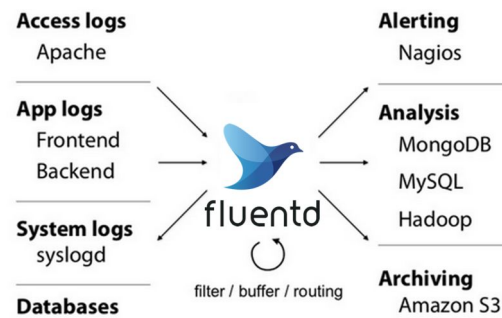 Access logs
Apache
App logs
Frontend
Backend
System logs
syslogd
Databases
fluentd
filter / buffer / routing
Alerting
Nagios
Analysis
MongoDB
MySQL
Hadoop
Archiving
Amazon S3